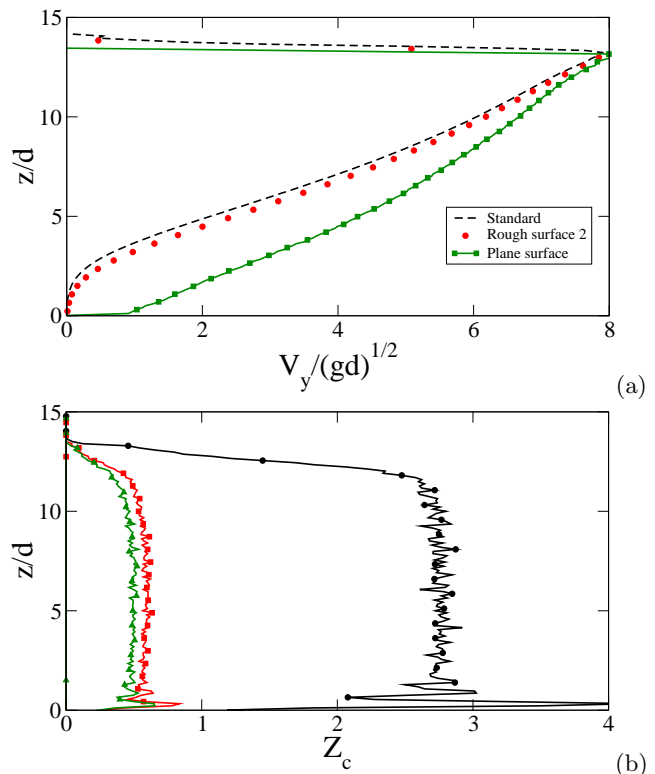 15
10
z/d
5
0
0
2
4
6
8
Standard
Rough surface 2
Plane surface
V_y/(gd)^{1/2}
(a)
15
10
z/d
5
0
0
1
2
3
4
Z_c
(b)